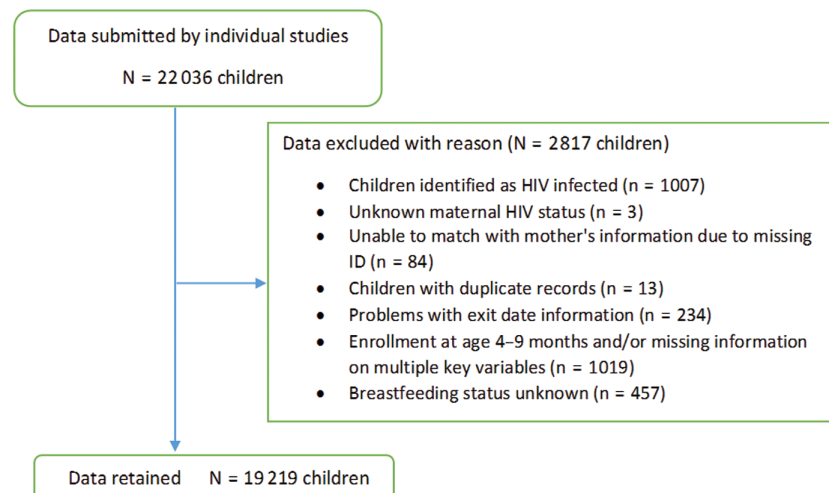 Data submitted by individual studies
N = 22 036 children
Data excluded with reason (N = 2817 children)
• Children identified as HIV infected (n = 1007)
• Unknown maternal HIV status (n = 3)
• Unable to match with mother's information due to missing
ID (n = 84)
• Children with duplicate records (n = 13)
• Problems with exit date information (n = 234)
• Enrollment at age 4–9 months and/or missing information
on multiple key variables (n = 1019)
• Breastfeeding status unknown (n = 457)
Data retained N = 19 219 children